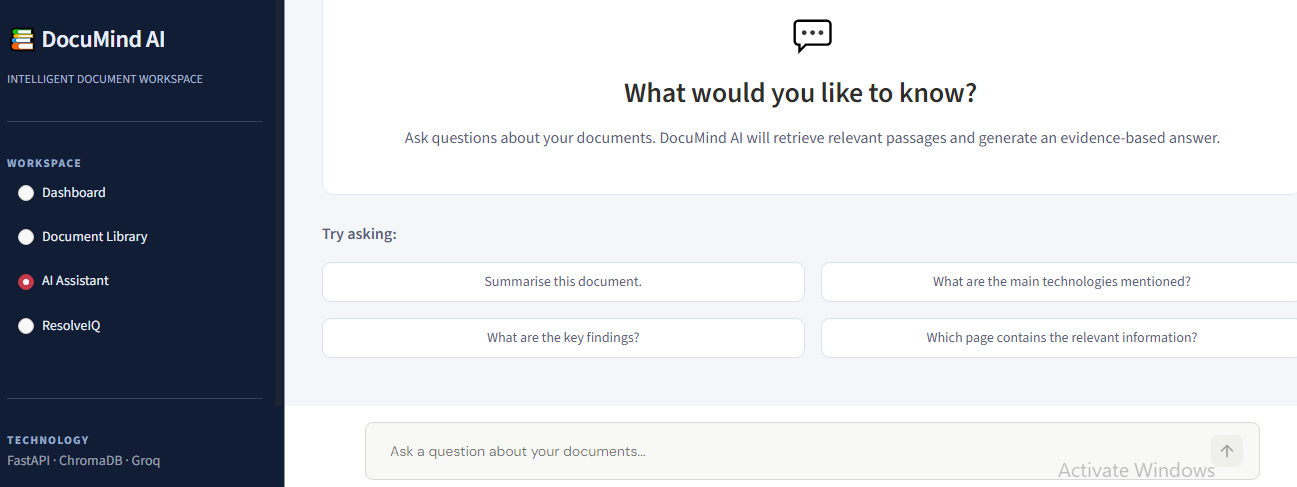 DocuMind AI
INTELLIGENT DOCUMENT WORKSPACE
WORKSPACE
Dashboard
Document Library
AI Assistant
ResolveIQ
TECHNOLOGY
FastAPI · ChromaDB · Groq
What would you like to know?
Ask questions about your documents. DocuMind AI will retrieve relevant passages and generate an evidence-based answer.
Try asking:
Summarise this document.
What are the main technologies mentioned?
What are the key findings?
Which page contains the relevant information?
Ask a question about your documents...
Activate Windows